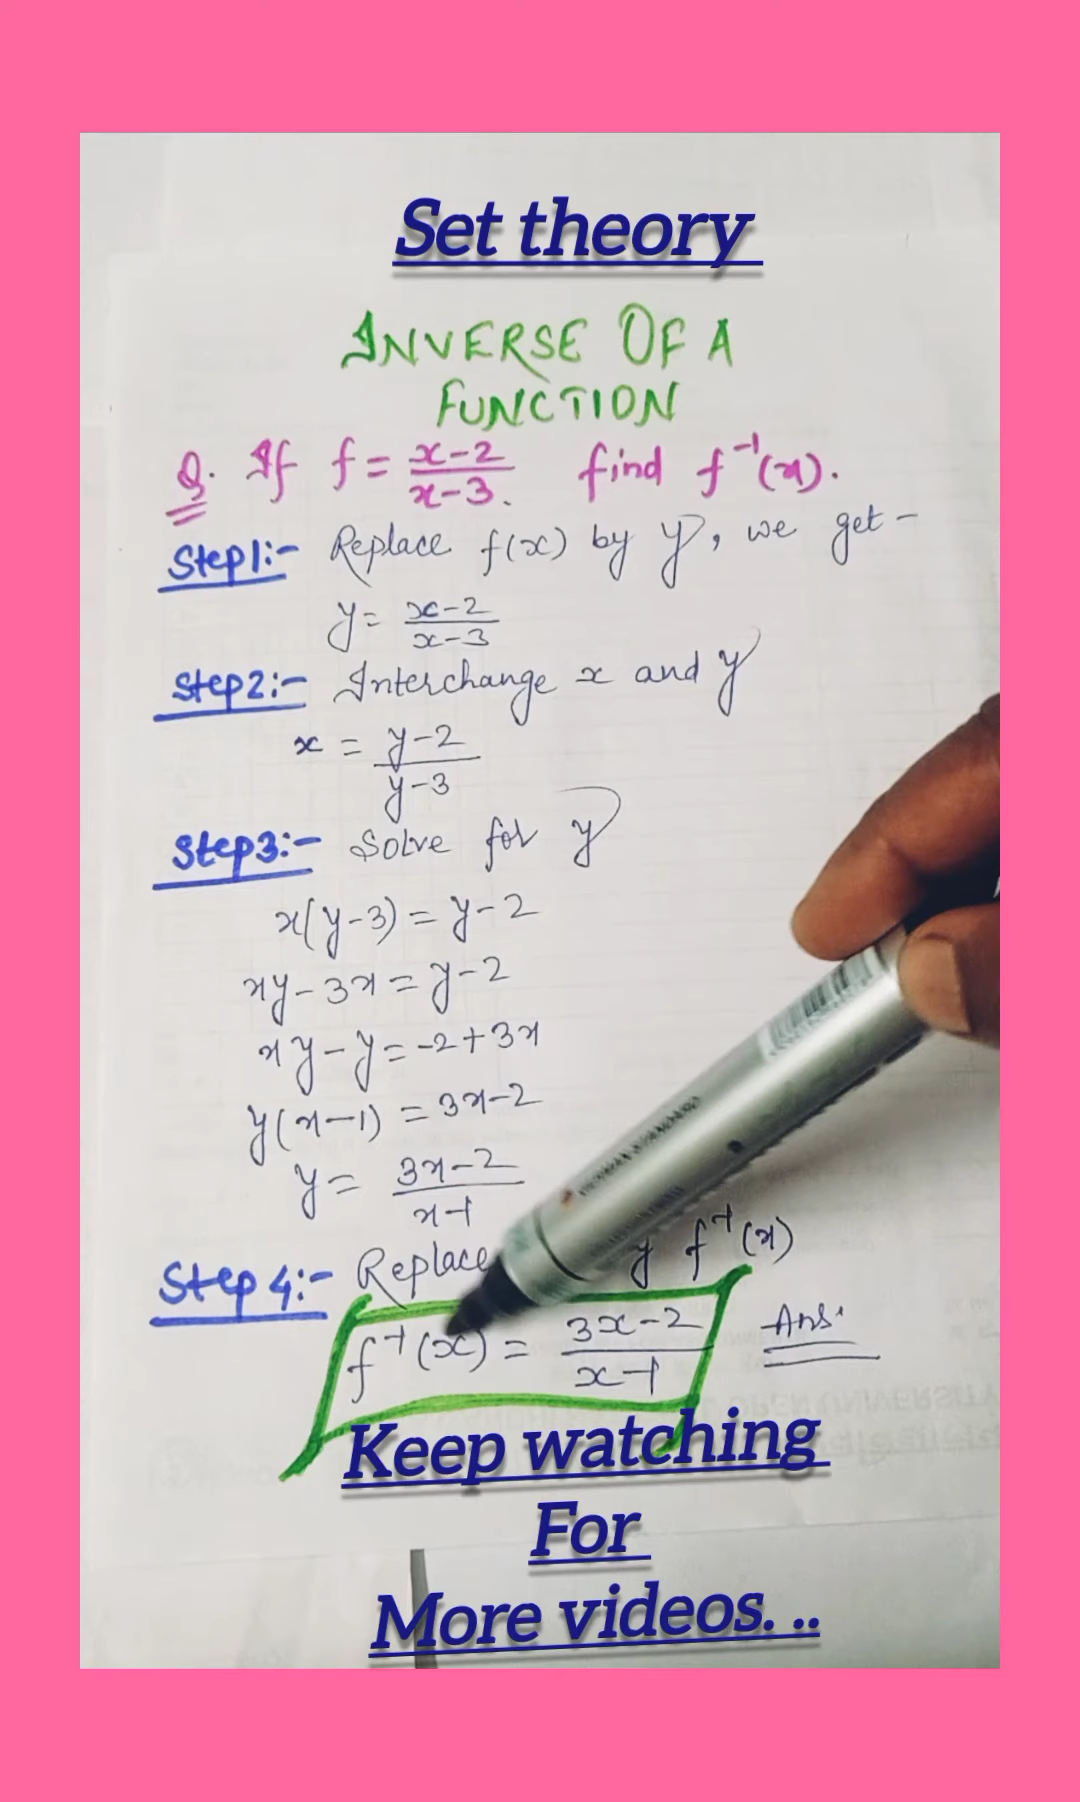 Set theory
INVERSE OF A
FUNCTION
Q. If f = x-2/x-3. find f⁻¹(x).
Step1:- Replace f(x) by y, we get -
y = x-2/x-3
Step2:- Interchange x and y
x = y-2/y-3
Step3:- Solve for y
x(y-3) = y-2
xy-3x = y-2
xy-y = -2+3x
y(x-1) = 3x-2
y = 3x-2/x-1
Step 4:- Replace y f⁻¹(x)
f⁻¹(x) = 3x-2/x-1 Ans.
Keep watching
For
More videos. ..